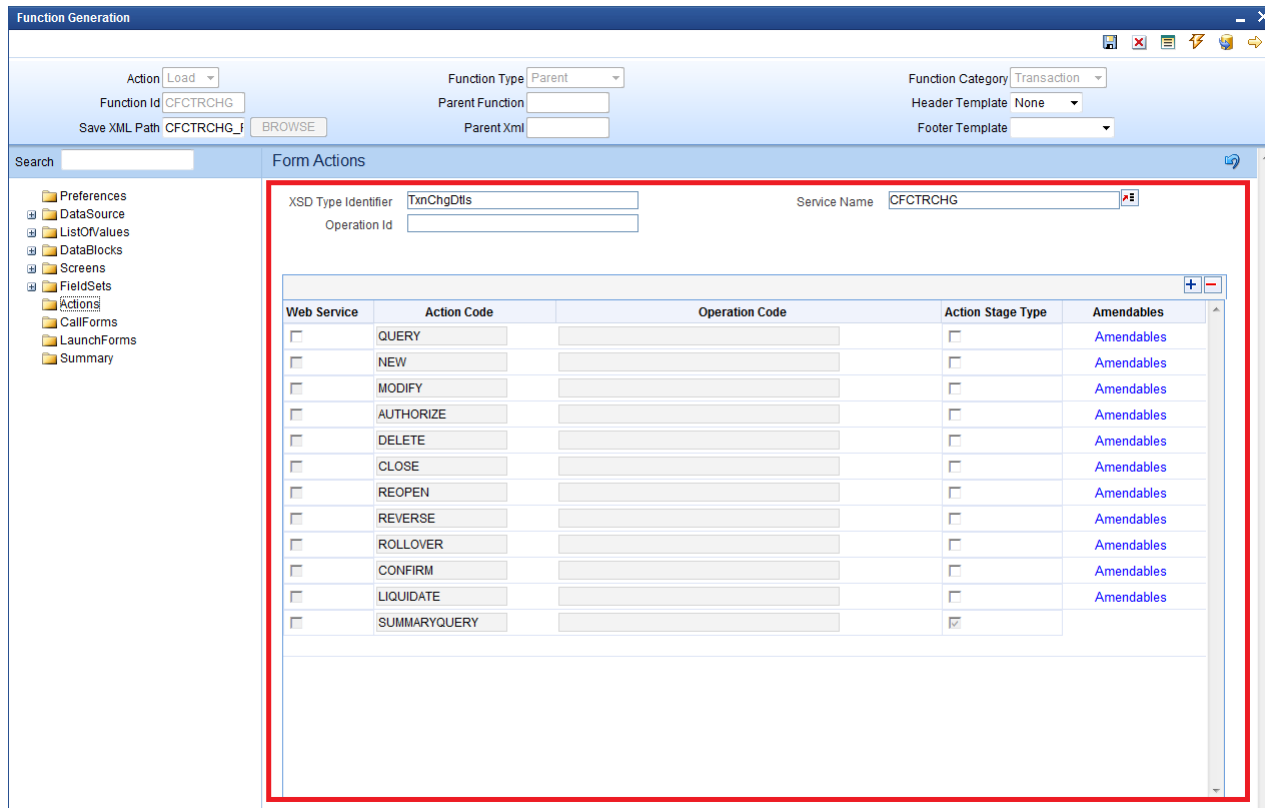 Function Generation
Action Load Function Type Parent Function Category Transaction
Function Id CFCTRCHG Parent Function Header Template None
Save XML Path CFCTRCHG_ BROWSE Parent Xml Footer Template
Search Form Actions
Preferences
DataSource
ListOfValues
DataBlocks
Screens
FieldSets
Actions
CallForms
LaunchForms
Summary
XSD Type Identifier TxnChgDtls Service Name CFCTRCHG
Operation Id
Web Service Action Code Operation Code Action Stage Type Amendables
QUERY Amendables
NEW Amendables
MODIFY Amendables
AUTHORIZE Amendables
DELETE Amendables
CLOSE Amendables
REOPEN Amendables
REVERSE Amendables
ROLLOVER Amendables
CONFIRM Amendables
LIQUIDATE Amendables
SUMMARYQUERY